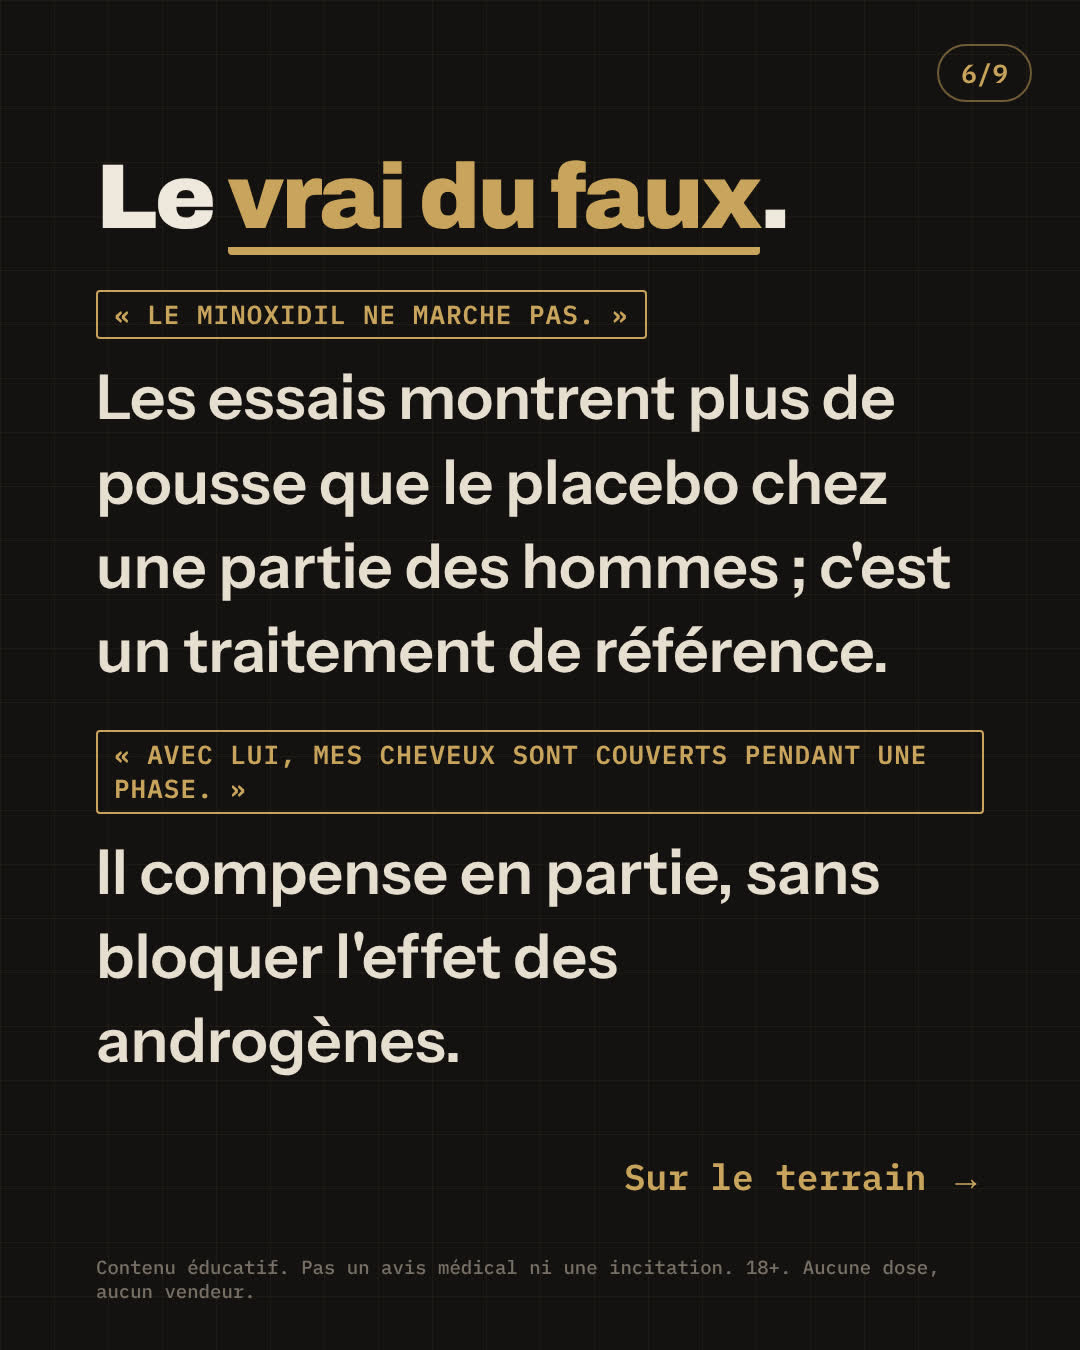 6/9
Le vrai du faux.
« LE MINOXIDIL NE MARCHE PAS. »
Les essais montrent plus de
pousse que le placebo chez
une partie des hommes ; c'est
un traitement de référence.
« AVEC LUI, MES CHEVEUX SONT COUVERTS PENDANT UNE
PHASE. »
Il compense en partie, sans
bloquer l'effet des
androgènes.
Sur le terrain →
Contenu éducatif. Pas un avis médical ni une incitation. 18+. Aucune dose,
aucun vendeur.